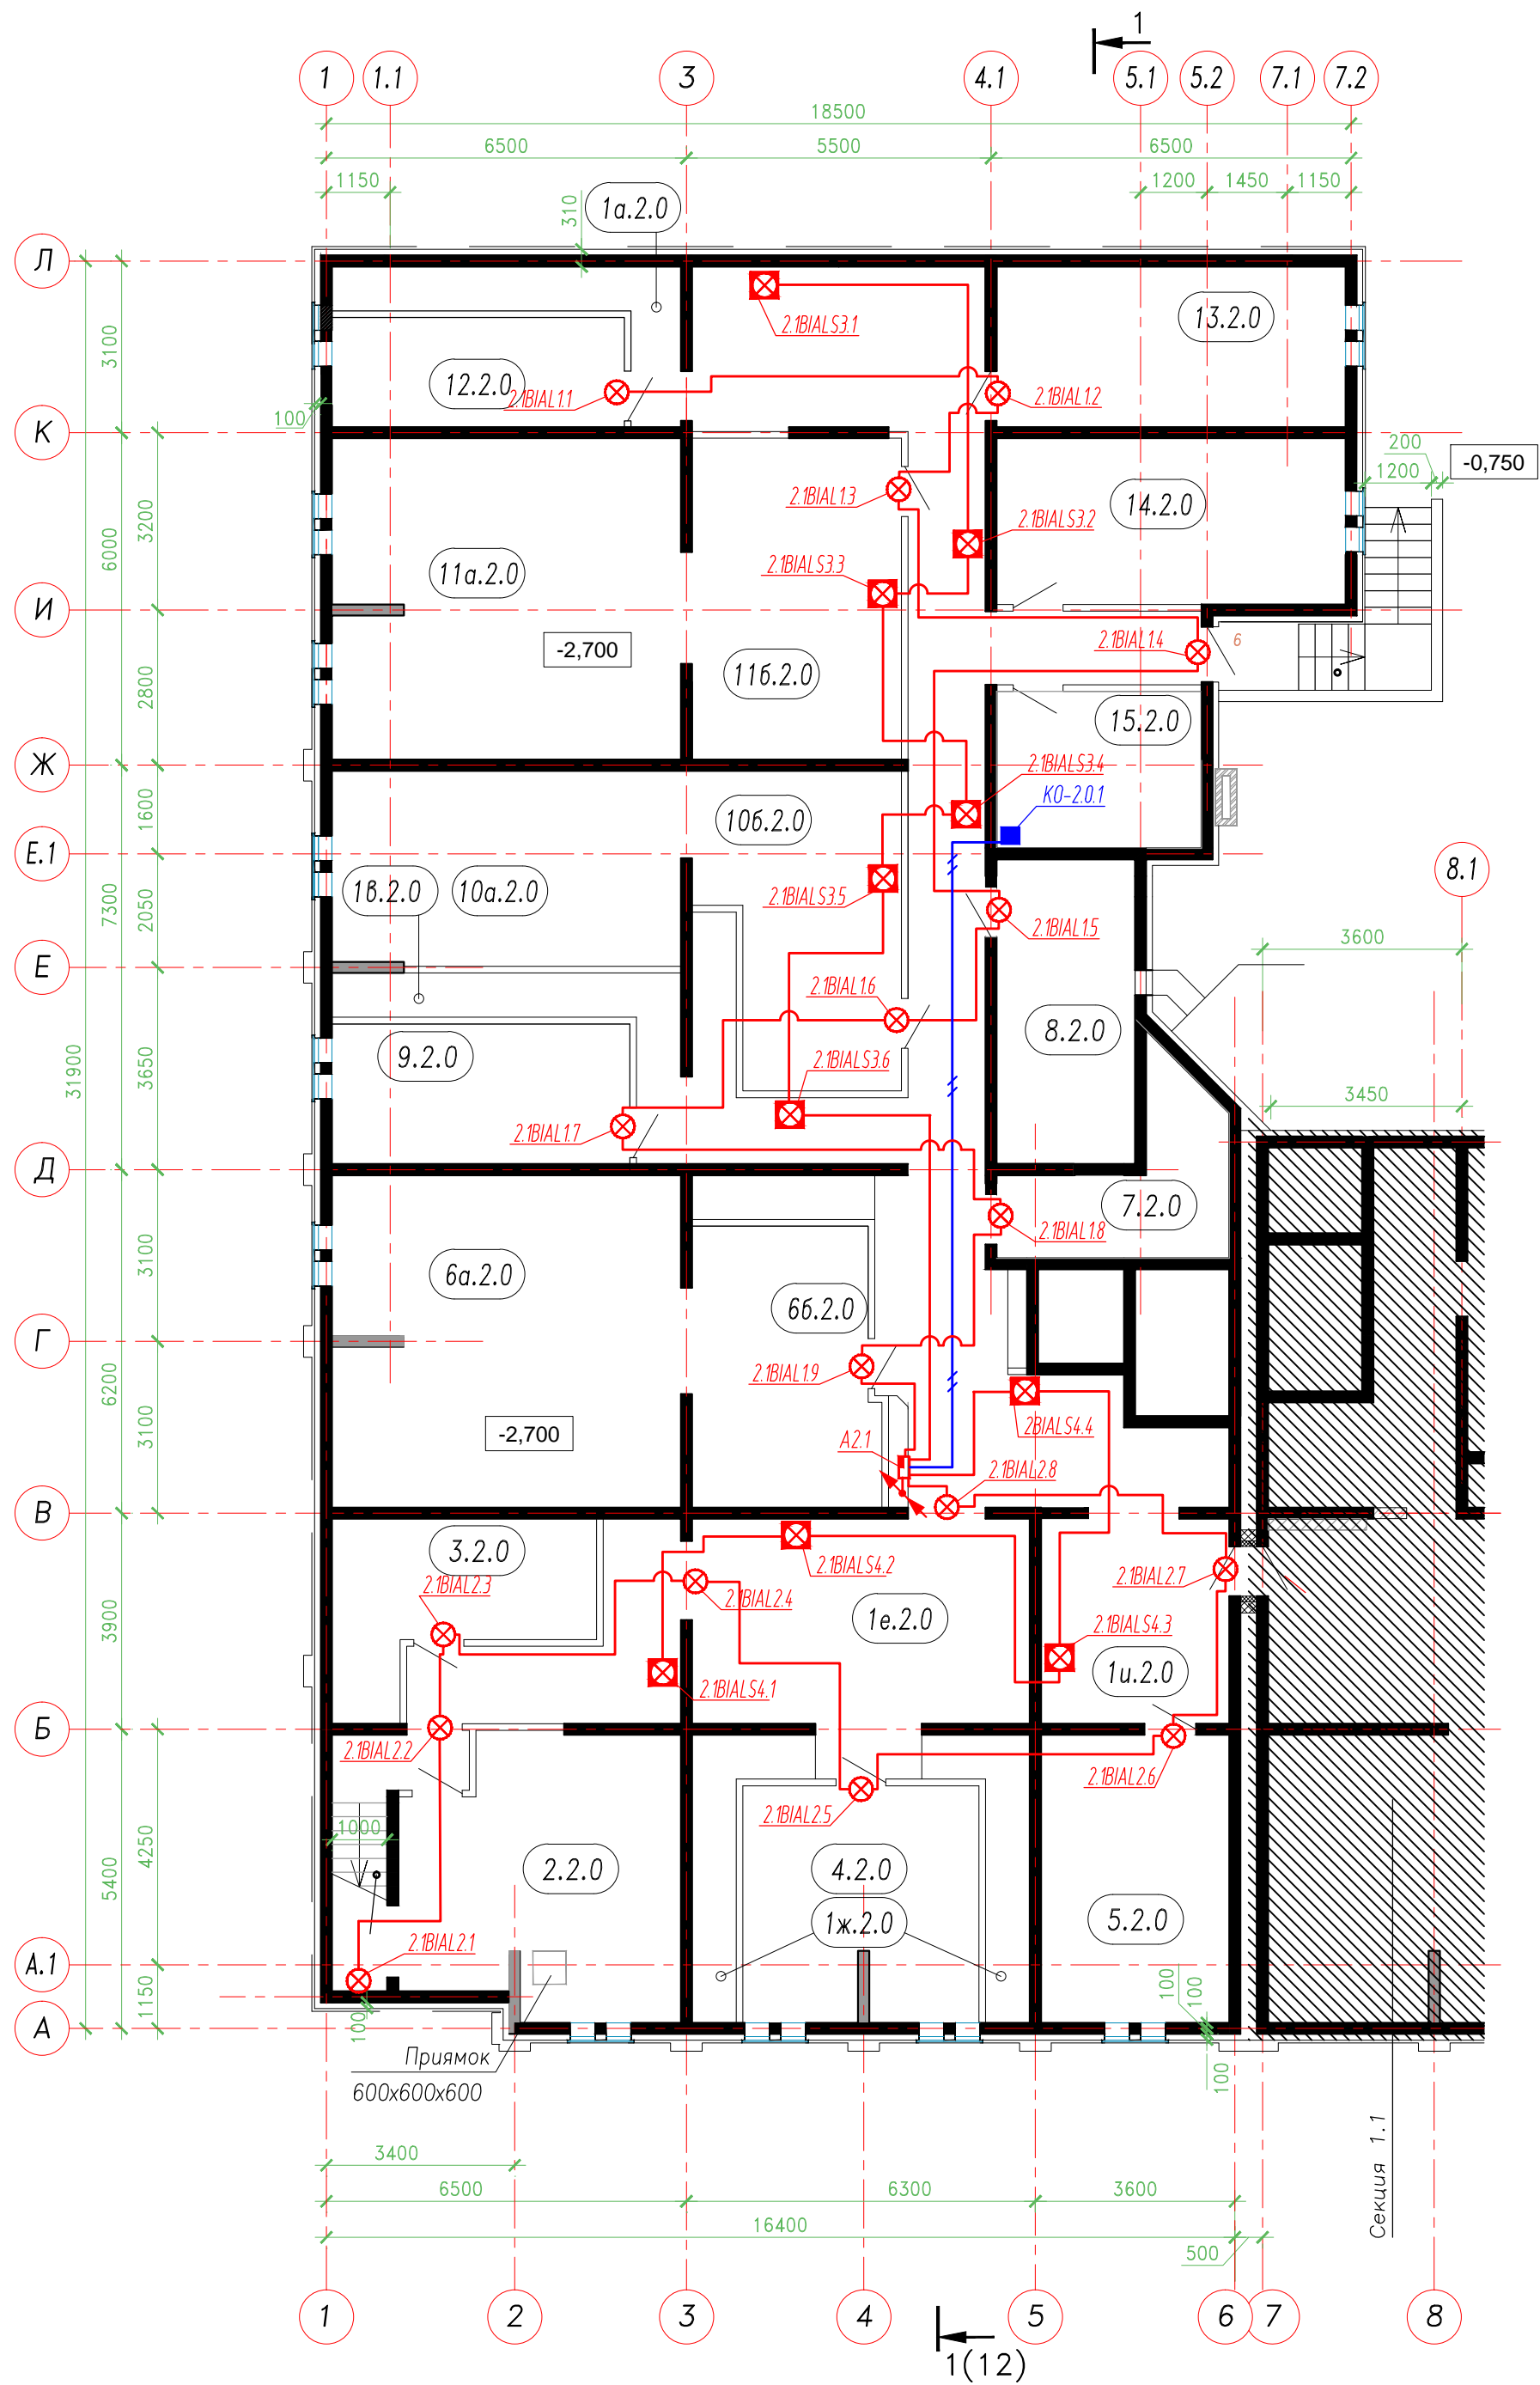 1
1 1.1 3 4.1 5.1 5.2 7.1 7.2
18500
6500 5500 6500
1150 1200 1450 1150
310
1а.2.0
Л
13.2.0
2.1BIALS3.1
3100
12.2.0
2.1BIAL1.1
2.1BIAL1.2
100
К
200
-0,750
1200
2.1BIAL1.3
14.2.0
3200
2.1BIALS3.2
6000
11а.2.0
2.1BIALS3.3
И
2.1BIAL1.4
6
-2,700
11б.2.0
2800
15.2.0
Ж
2.1BIALS3.4
КО-2.0.1
1600
10б.2.0
Е.1
8.1
1в.2.0
10а.2.0
2.1BIALS3.5
7300
2050
2.1BIAL1.5
3600
Е
2.1BIAL1.6
8.2.0
9.2.0
2.1BIALS3.6
31900
3650
3450
2.1BIAL1.7
Д
7.2.0
2.1BIAL1.8
3100
6а.2.0
6б.2.0
Г
2.1BIAL1.9
6200
2BIALS4.4
3100
-2,700
А2.1
2.1BIAL2.8
В
3.2.0
2.1BIALS4.2
2.1BIAL2.3
2.1BIAL2.7
2.1BIAL2.4
3900
1е.2.0
2.1BIALS4.3
1и.2.0
2.1BIALS4.1
Б
2.1BIAL2.2
2.1BIAL2.6
2.1BIAL2.5
1000
4250
5400
2.2.0
4.2.0
1ж.2.0
5.2.0
2.1BIAL2.1
А.1
100
100
1150
100
А
Приямок
600х600х600
100
Секция 1.1
3400
6500 6300 3600
16400
500
1 2 3 4 5 6 7 8
1(12)